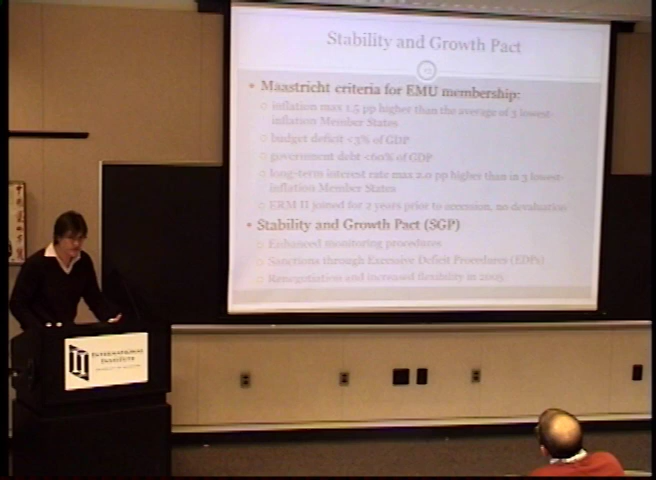 Stability and Growth Pact
Maastricht criteria for EMU membership:
inflation max 1.5 pp higher than the average of 3 lowest-
inflation Member States
budget deficit <3% of GDP
government debt <60% of GDP
long-term interest rate max 2.0 pp higher than in 3 lowest-
inflation Member States
ERM II joined for 2 years prior to accession, no devaluation
Stability and Growth Pact (SGP)
Enhanced monitoring procedures
Sanctions through Excessive Deficit Procedures (EDPs)
Renegotiation and increased flexibility in 2005
International
Institute